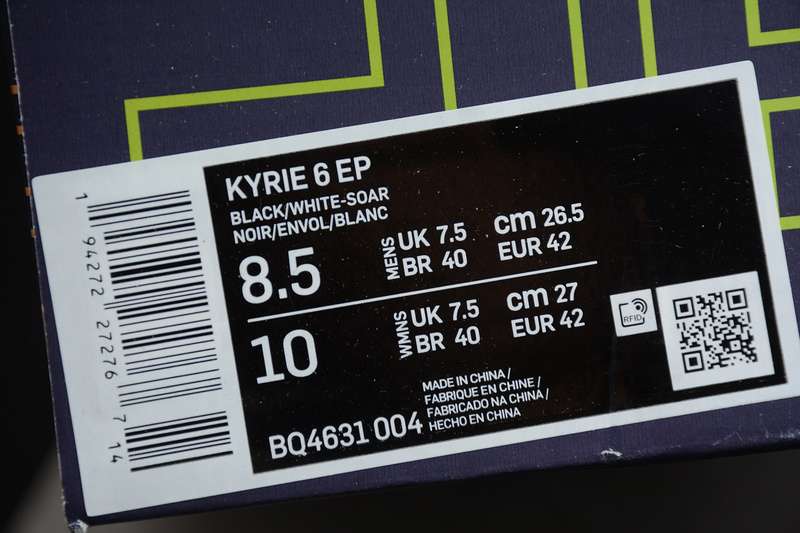 KYRIE 6 EP
BLACK/WHITE-SOAR
NOIR/ENVOL/BLANC
8.5
MENS
UK 7.5
cm 26.5
BR 40
EUR 42
10
WMNS
UK 7.5
cm 27
BR 40
EUR 42
RFID
MADE IN CHINA /
FABRIQUE EN CHINE /
FABRICADO NA CHINA /
HECHO EN CHINA
BQ4631 004
1 94272 27276 7 14